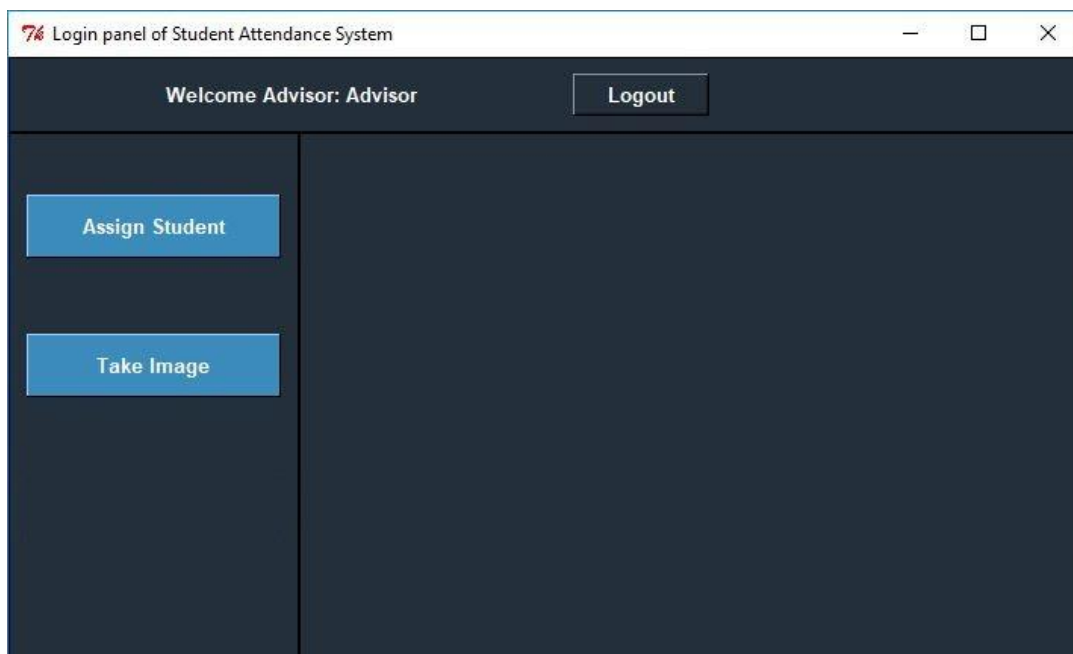 Login panel of Student Attendance System
Welcome Advisor: Advisor
Logout
Assign Student
Take Image